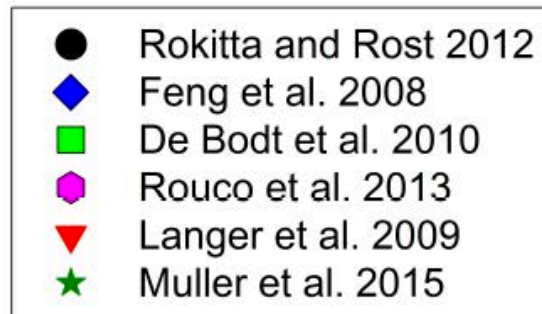 Rokitta and Rost 2012
Feng et al. 2008
De Bodt et al. 2010
Rouco et al. 2013
Langer et al. 2009
Muller et al. 2015